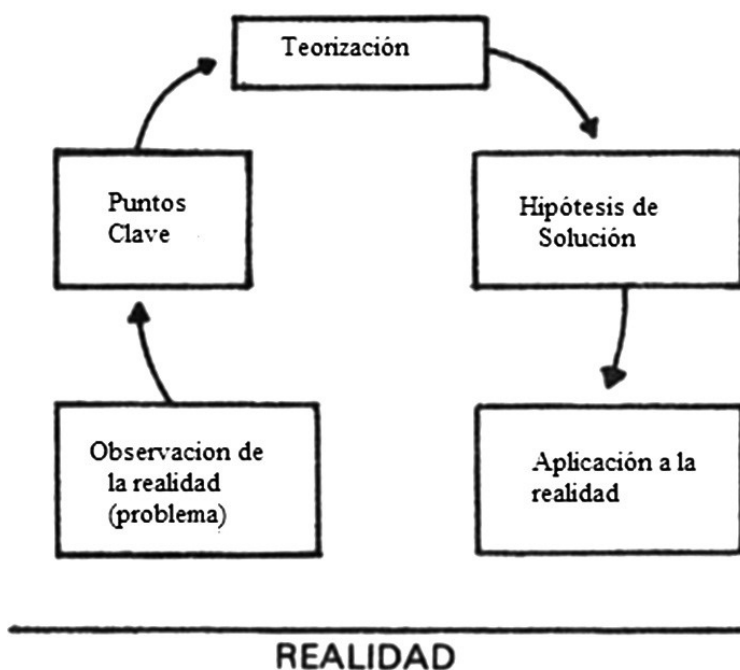 Teorización
Puntos
Clave
Hipótesis de
Solución
Observacion de
la realidad
(problema)
Aplicación a la
realidad
REALIDAD